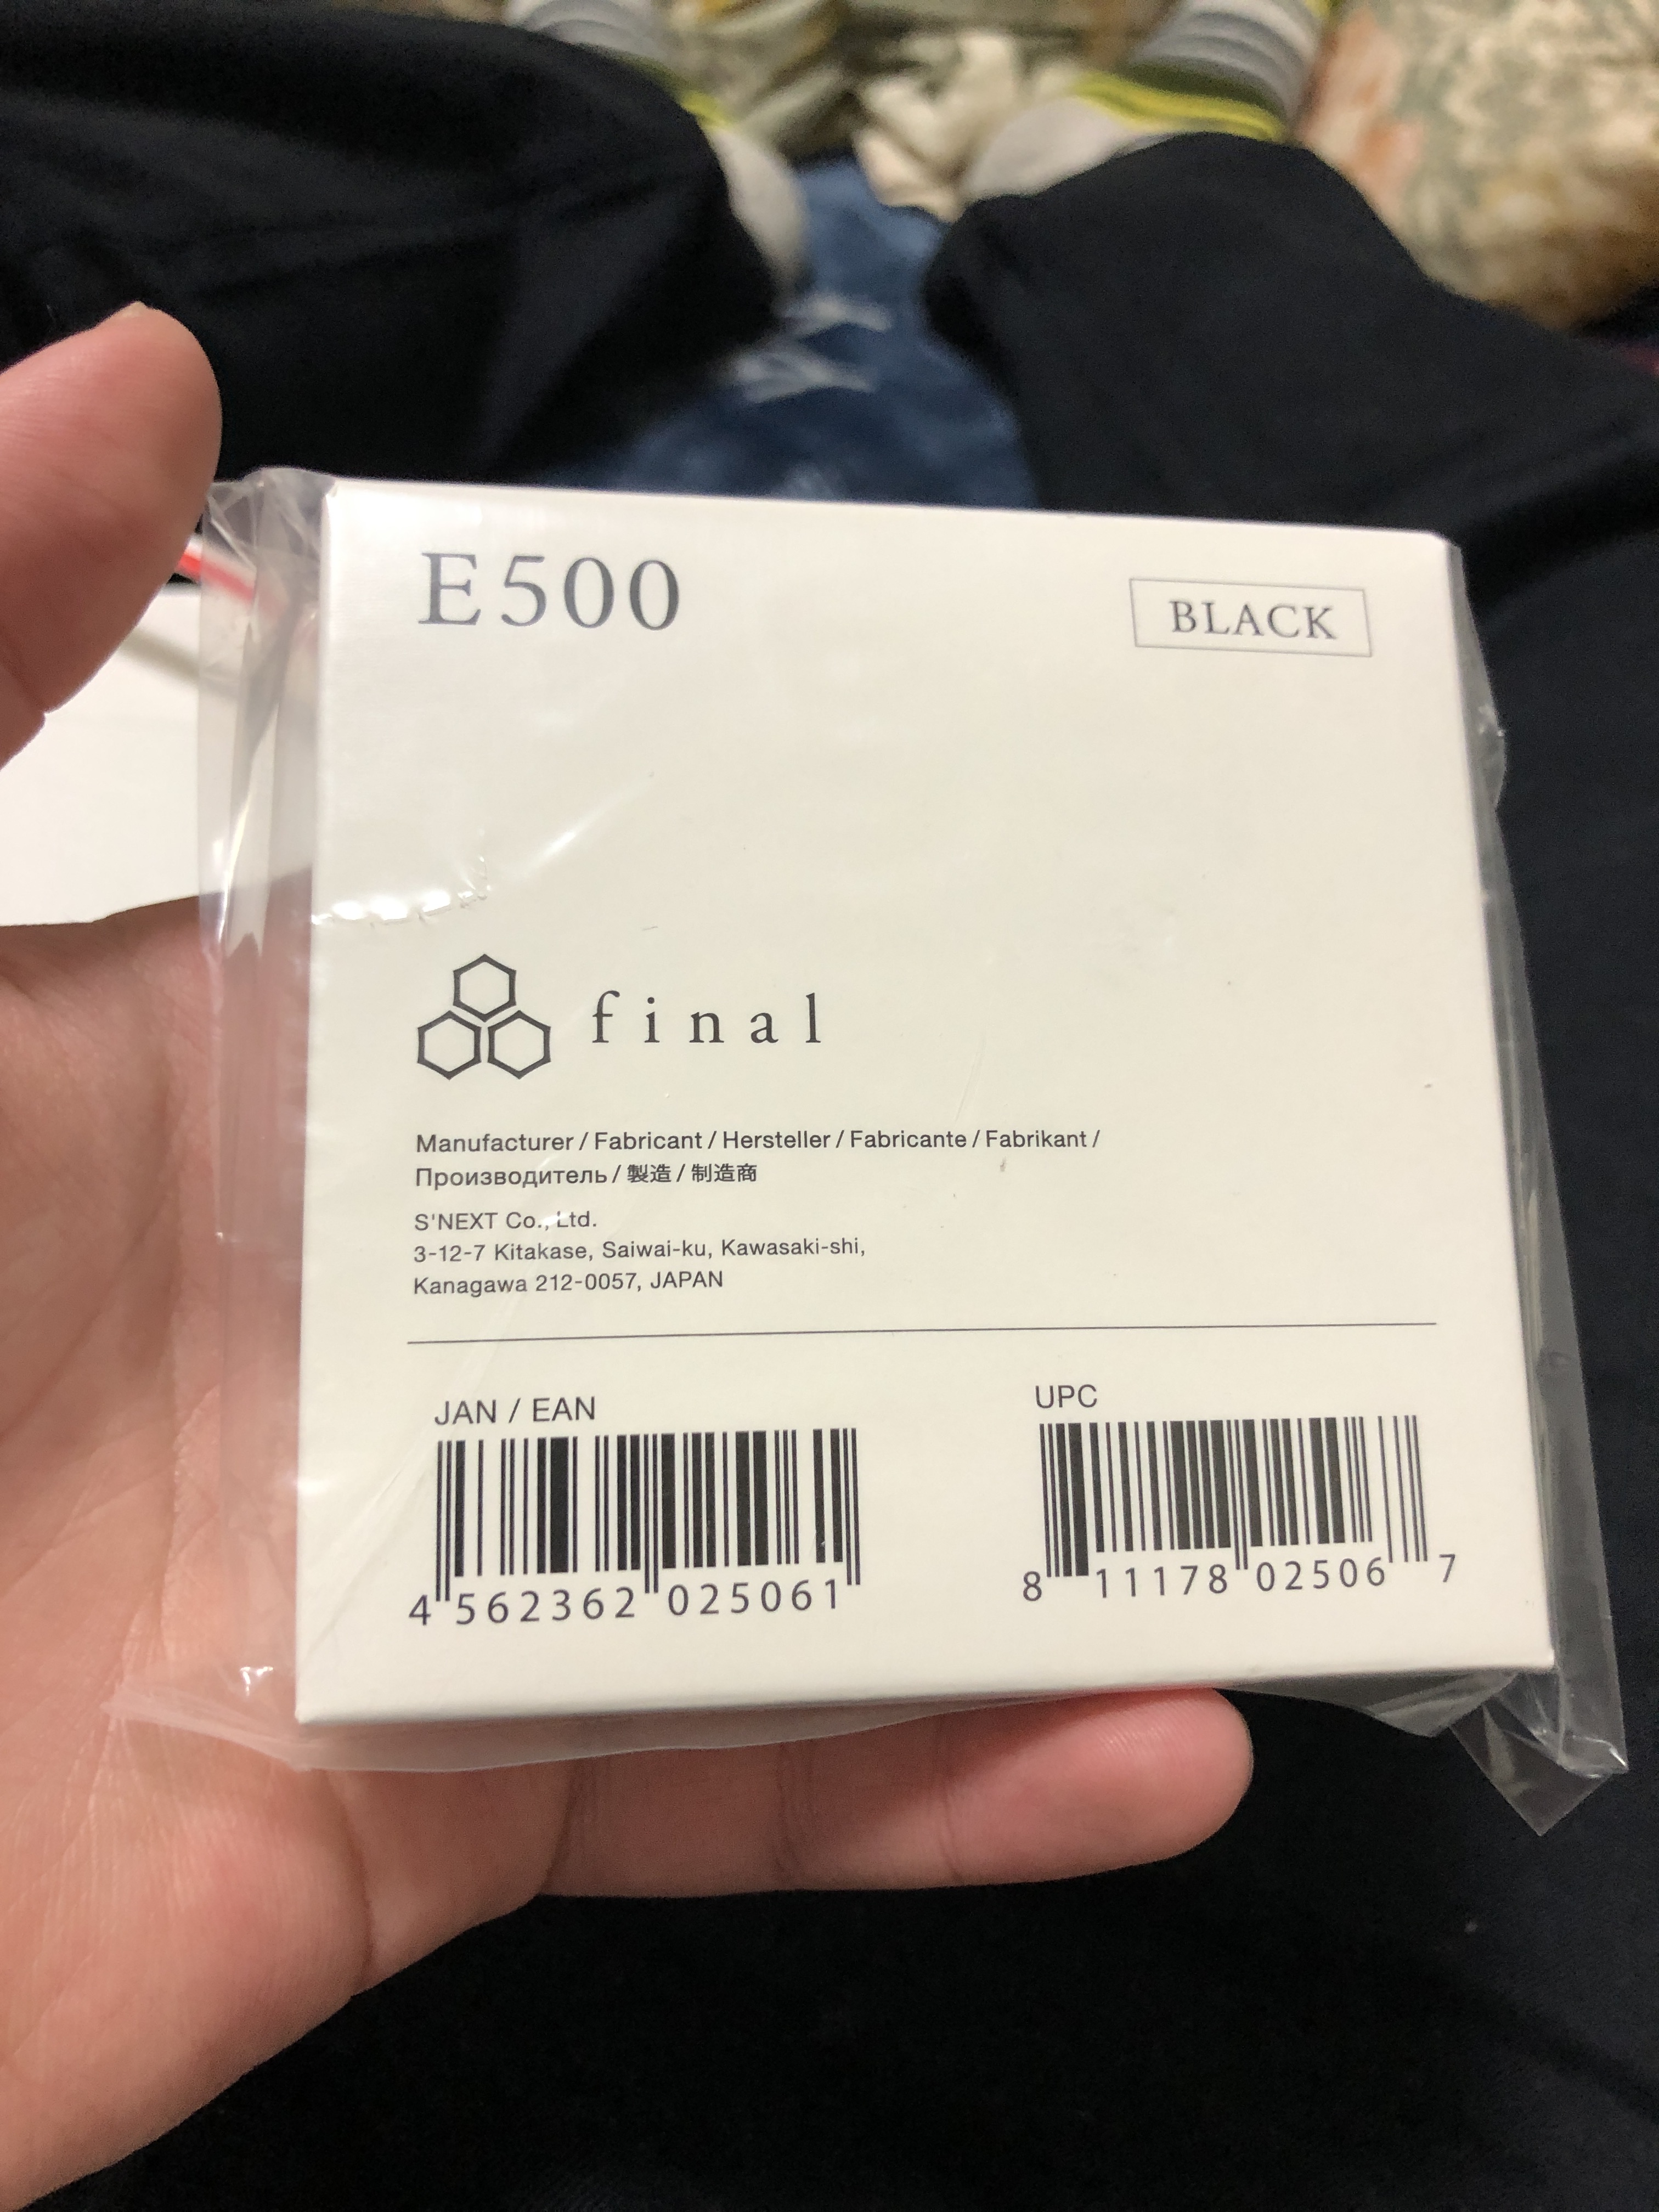 E500
BLACK
final
Manufacturer / Fabricant / Hersteller / Fabricante / Fabrikant /
Производитель / 製造 / 制造商
S'NEXT Co., Ltd.
3-12-7 Kitakase, Saiwai-ku, Kawasaki-shi,
Kanagawa 212-0057, JAPAN
JAN / EAN
UPC
4 562362 025061
8 11178 02506 7